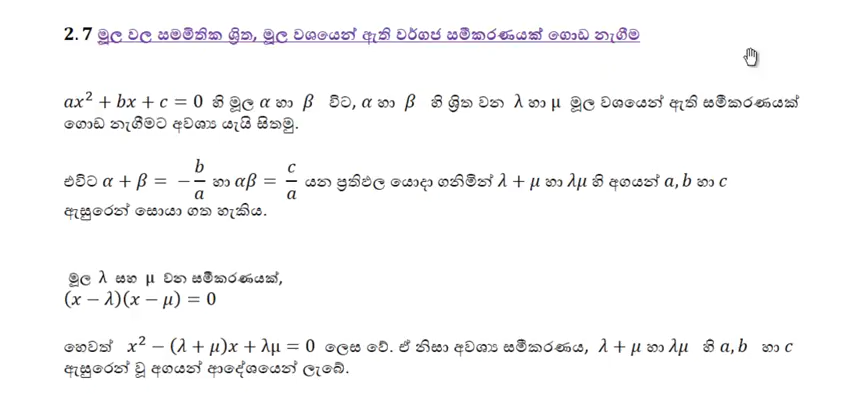 2.7 මූල වල සමමිතික ශ්‍රිත, මූල වශයෙන් ඇති වර්ගජ සමීකරණයක් ගොඩ නැගීම
ax² + bx + c = 0 හි මූල α හා β විට, α හා β හි ශ්‍රිත වන λ හා μ මූල වශයෙන් ඇති සමීකරණයක්
ගොඩ නැගීමට අවශ්‍ය යැයි සිතමු.
එවිට α + β = −b/a හා αβ = c/a යන ප්‍රතිඵල යොදා ගනිමින් λ + μ හා λμ හි අගයන් a, b හා c
ඇසුරෙන් සොයා ගත හැකිය.
මූල λ සහ μ වන සමීකරණයක්,
(x − λ)(x − μ) = 0
හෙවත් x² − (λ + μ)x + λμ = 0 ලෙස වේ. ඒ නිසා අවශ්‍ය සමීකරණය, λ + μ හා λμ හි a, b හා c
ඇසුරෙන් වූ අගයන් ආදේශයෙන් ලැබේ.